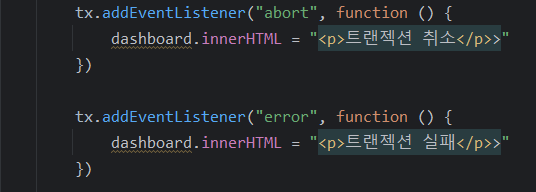 tx.addEventListener("abort", function () {
dashboard.innerHTML = "<p>트랜젝션 취소</p>>"
})
tx.addEventListener("error", function () {
dashboard.innerHTML = "<p>트랜젝션 실패</p>>"
})